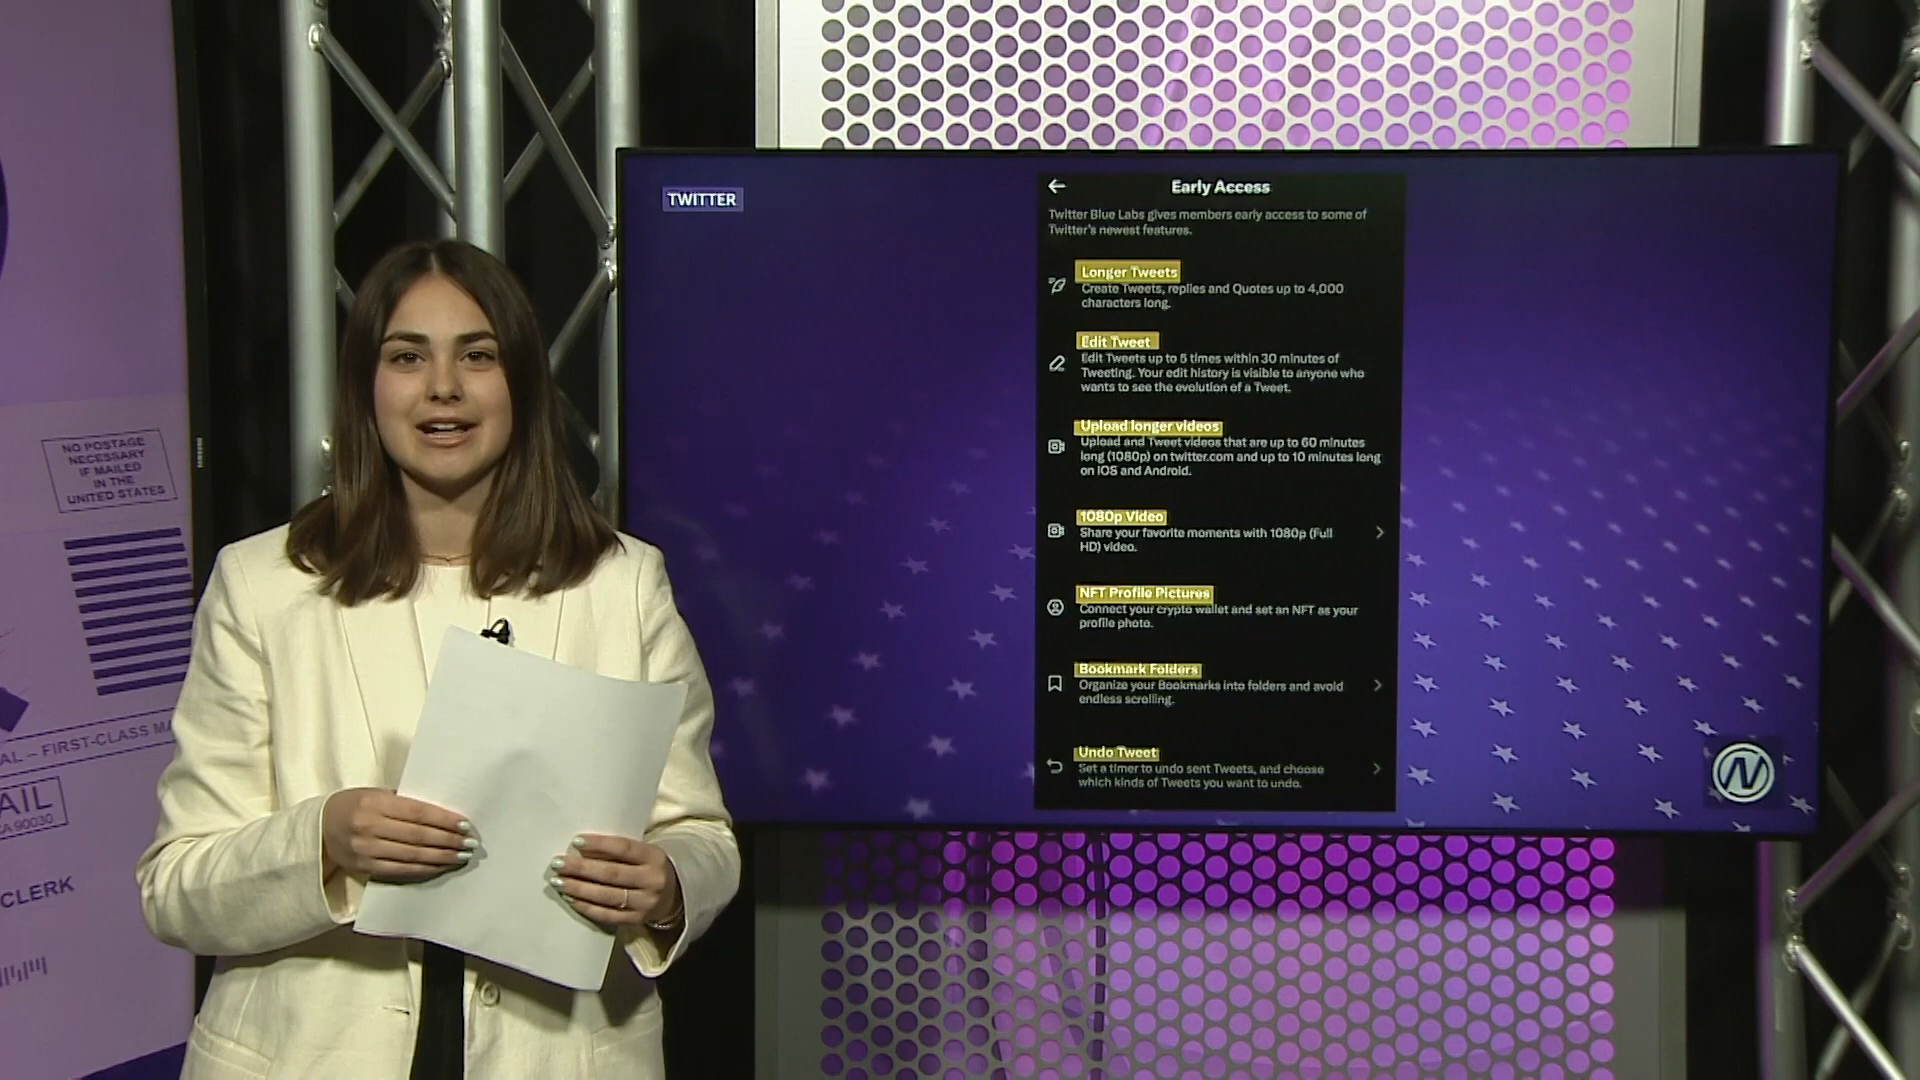 NO POSTAGE
NECESSARY
IF MAILED
IN THE
UNITED STATES
AL – FIRST-CLASS MA
AIL
CA 90030
CLERK
SAMSUNG
TWITTER
Early Access
Twitter Blue Labs gives members early access to some of
Twitter's newest features.
Longer Tweets
Create Tweets, replies and Quotes up to 4,000
characters long.
Edit Tweet
Edit Tweets up to 5 times within 30 minutes of
Tweeting. Your edit history is visible to anyone who
wants to see the evolution of a Tweet.
Upload longer videos
Upload and Tweet videos that are up to 60 minutes
long (1080p) on twitter.com and up to 10 minutes long
on iOS and Android.
1080p Video
Share your favorite moments with 1080p (Full
HD) video.
NFT Profile Pictures
Connect your crypto wallet and set an NFT as your
profile photo.
Bookmark Folders
Organize your Bookmarks into folders and avoid
endless scrolling.
Undo Tweet
Set a timer to undo sent Tweets, and choose
which kinds of Tweets you want to undo.
N